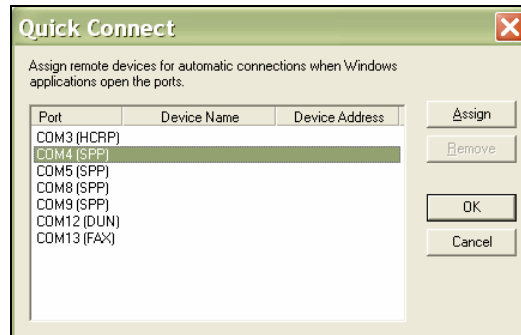 Quick Connect
Assign remote devices for automatic connections when Windows
applications open the ports.
Port Device Name Device Address
COM3 (HCRP)
COM4 (SPP)
COM5 (SPP)
COM8 (SPP)
COM9 (SPP)
COM12 (DUN)
COM13 (FAX)
Assign
Remove
OK
Cancel